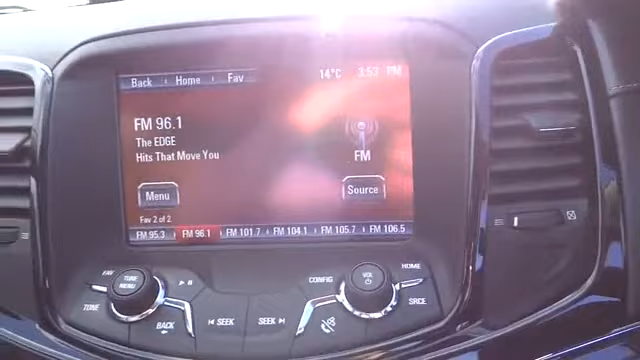 Back Home Fav 14°C 3:53 PM
FM 96.1
The EDGE
Hits That Move You
FM
Menu
Source
Fav 2 of 2
FM 95.3 FM 96.1 FM 101.7 FM 104.1 FM 105.7 FM 106.5
FAV
TUNE
MENU
TUNE
BACK
SEEK
SEEK
CONFIG
VOL
HOME
SRCE